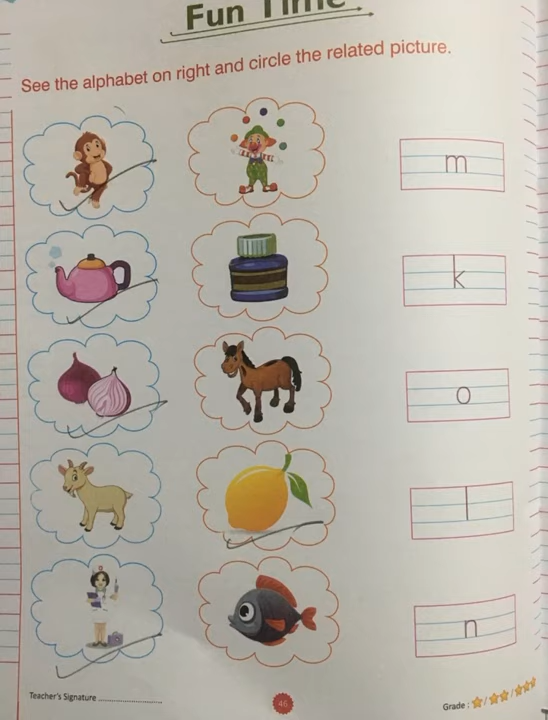 Fun Time
See the alphabet on right and circle the related picture.
m
k
o
l
n
Teacher's Signature ....................
46
Grade : / /